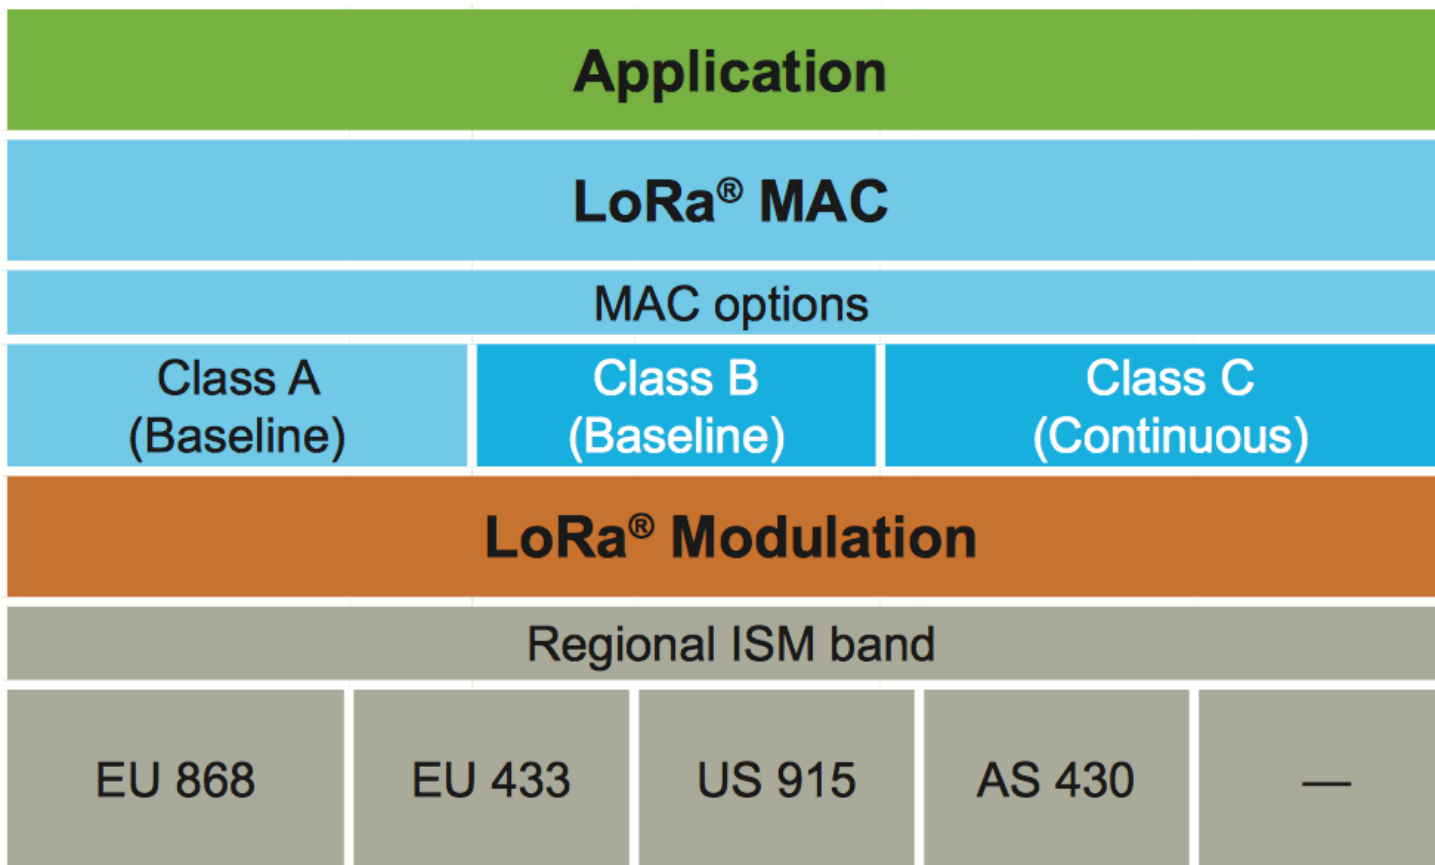 Application
LoRa® MAC
MAC options
Class A
(Baseline)
Class B
(Baseline)
Class C
(Continuous)
LoRa® Modulation
Regional ISM band
EU 868
EU 433
US 915
AS 430
—